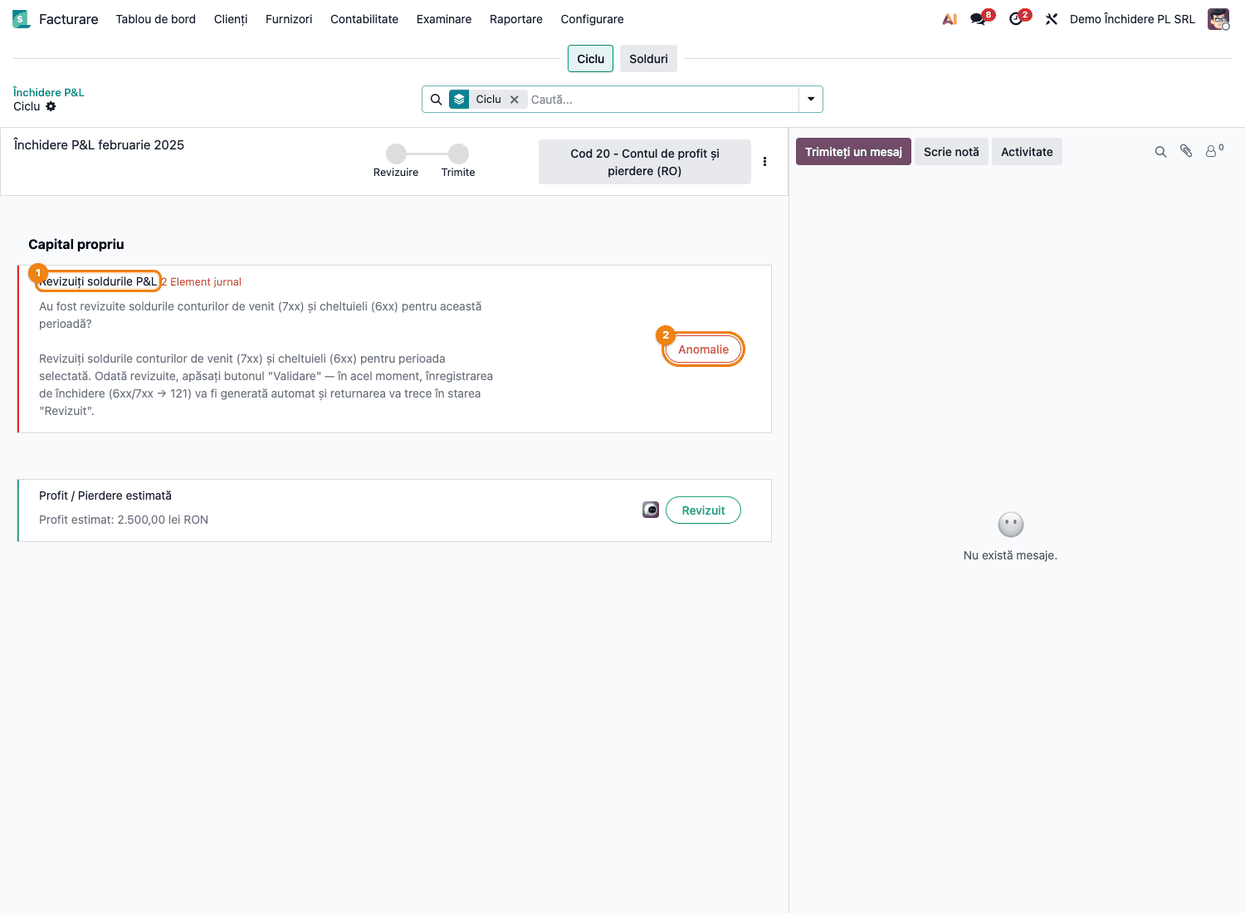 Facturare
Tablou de bord
Clienți
Furnizori
Contabilitate
Examinare
Raportare
Configurare
AI
8
2
Demo Închidere PL SRL
Ciclu
Solduri
Închidere P&L
Ciclu
Ciclu
Caută...
Închidere P&L februarie 2025
Revizuire
Trimite
Cod 20 - Contul de profit și
pierdere (RO)
Trimiteți un mesaj
Scrie notă
Activitate
0
Capital propriu
1
Revizuiți soldurile P&L
2 Element jurnal
Au fost revizuite soldurile conturilor de venit (7xx) și cheltuieli (6xx) pentru această
perioadă?
Revizuiți soldurile conturilor de venit (7xx) și cheltuieli (6xx) pentru perioada
selectată. Odată revizuite, apăsați butonul "Validare" — în acel moment, înregistrarea
de închidere (6xx/7xx → 121) va fi generată automat și returnarea va trece în starea
"Revizuit".
2
Anomalie
Profit / Pierdere estimată
Profit estimat: 2.500,00 lei RON
Revizuit
Nu există mesaje.